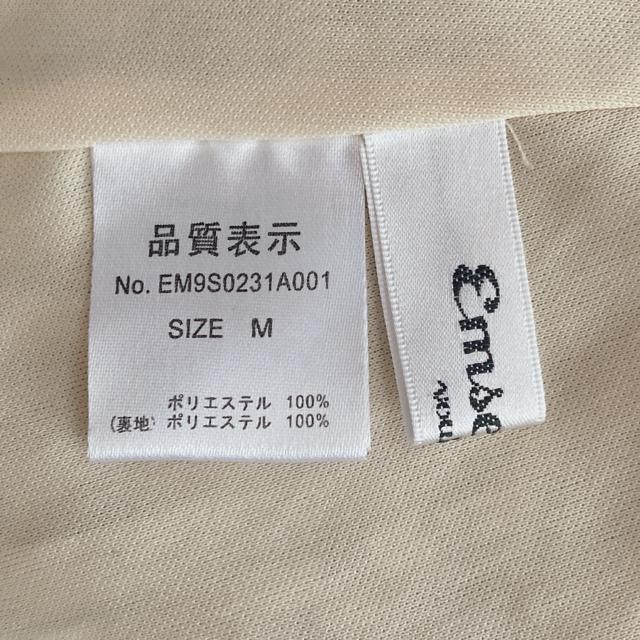 品質表示
No. EM9S0231A001
SIZE M
ポリエステル 100%
(裏地) ポリエステル 100%
Emse